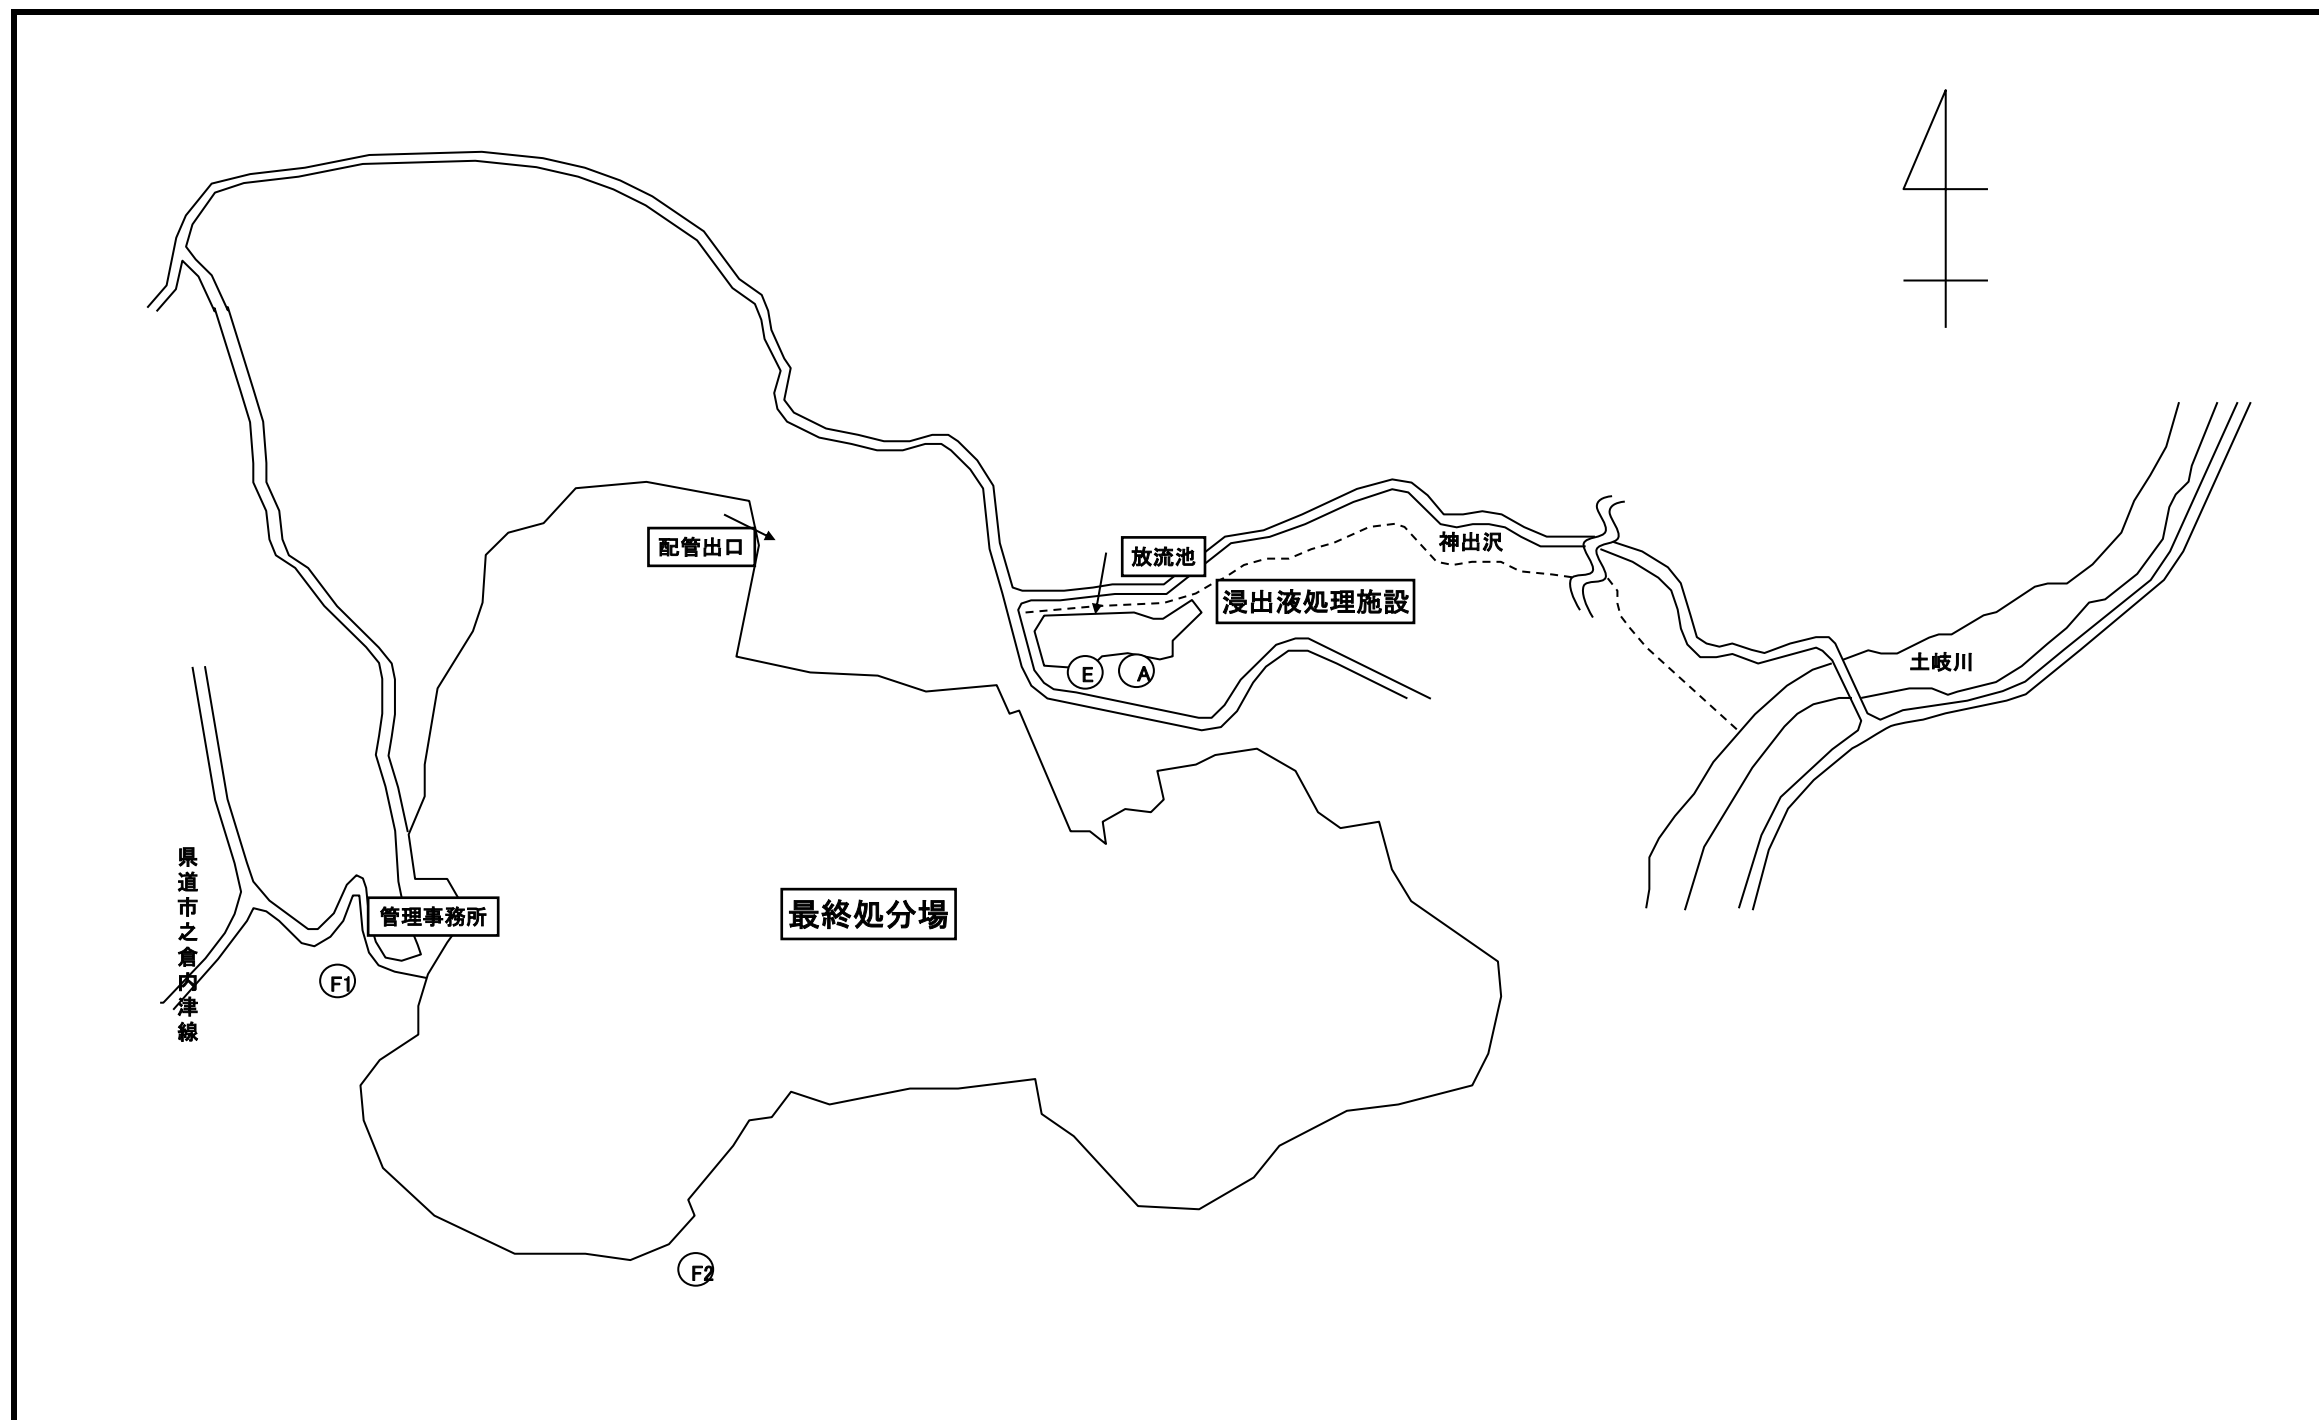 神出沢
配管出口
放流池
浸出液処理施設
土岐川
E
A
県道市之倉内津線
管理事務所
最終処分場
F1
F2